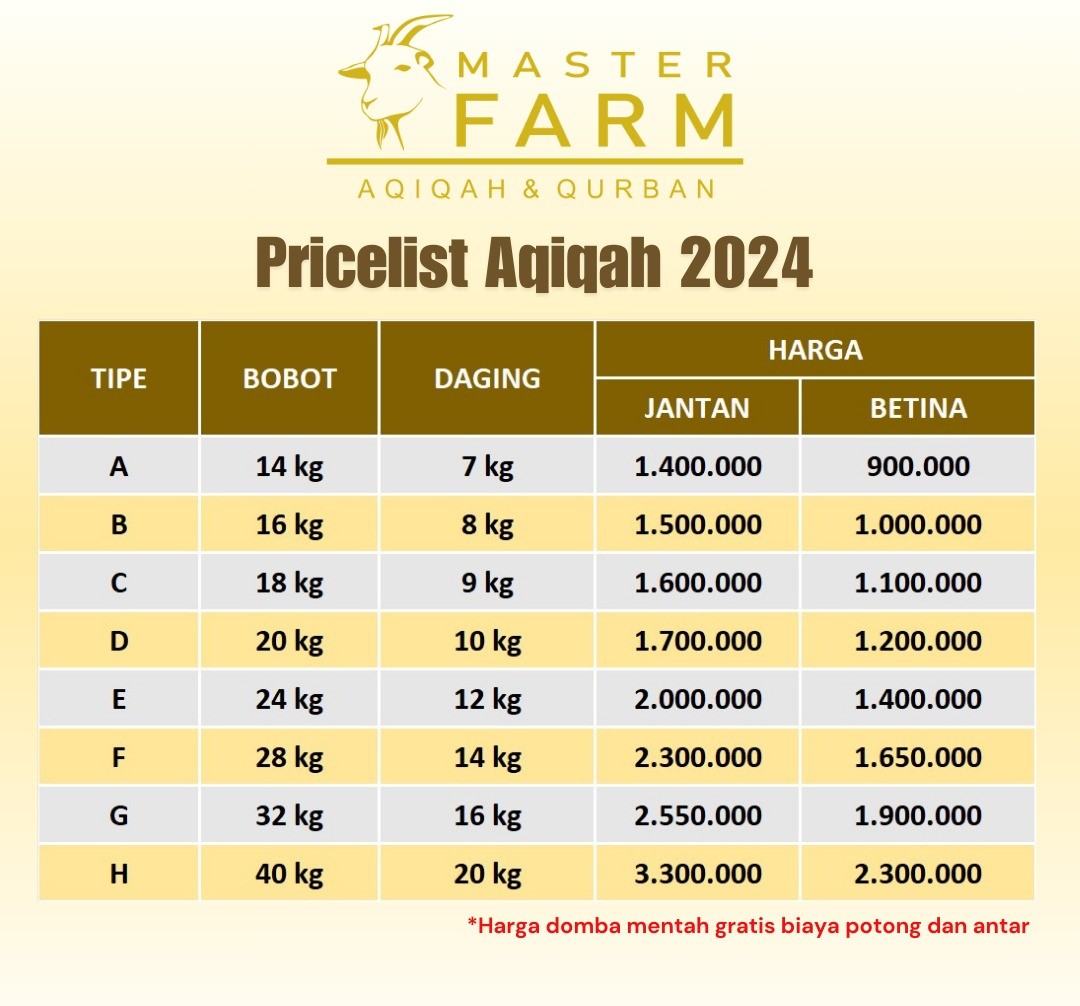 MASTER
FARM
AQIQAH & QURBAN
Pricelist Aqiqah 2024
TIPE BOBOT DAGING HARGA
JANTAN BETINA
A 14 kg 7 kg 1.400.000 900.000
B 16 kg 8 kg 1.500.000 1.000.000
C 18 kg 9 kg 1.600.000 1.100.000
D 20 kg 10 kg 1.700.000 1.200.000
E 24 kg 12 kg 2.000.000 1.400.000
F 28 kg 14 kg 2.300.000 1.650.000
G 32 kg 16 kg 2.550.000 1.900.000
H 40 kg 20 kg 3.300.000 2.300.000
*Harga domba mentah gratis biaya potong dan antar